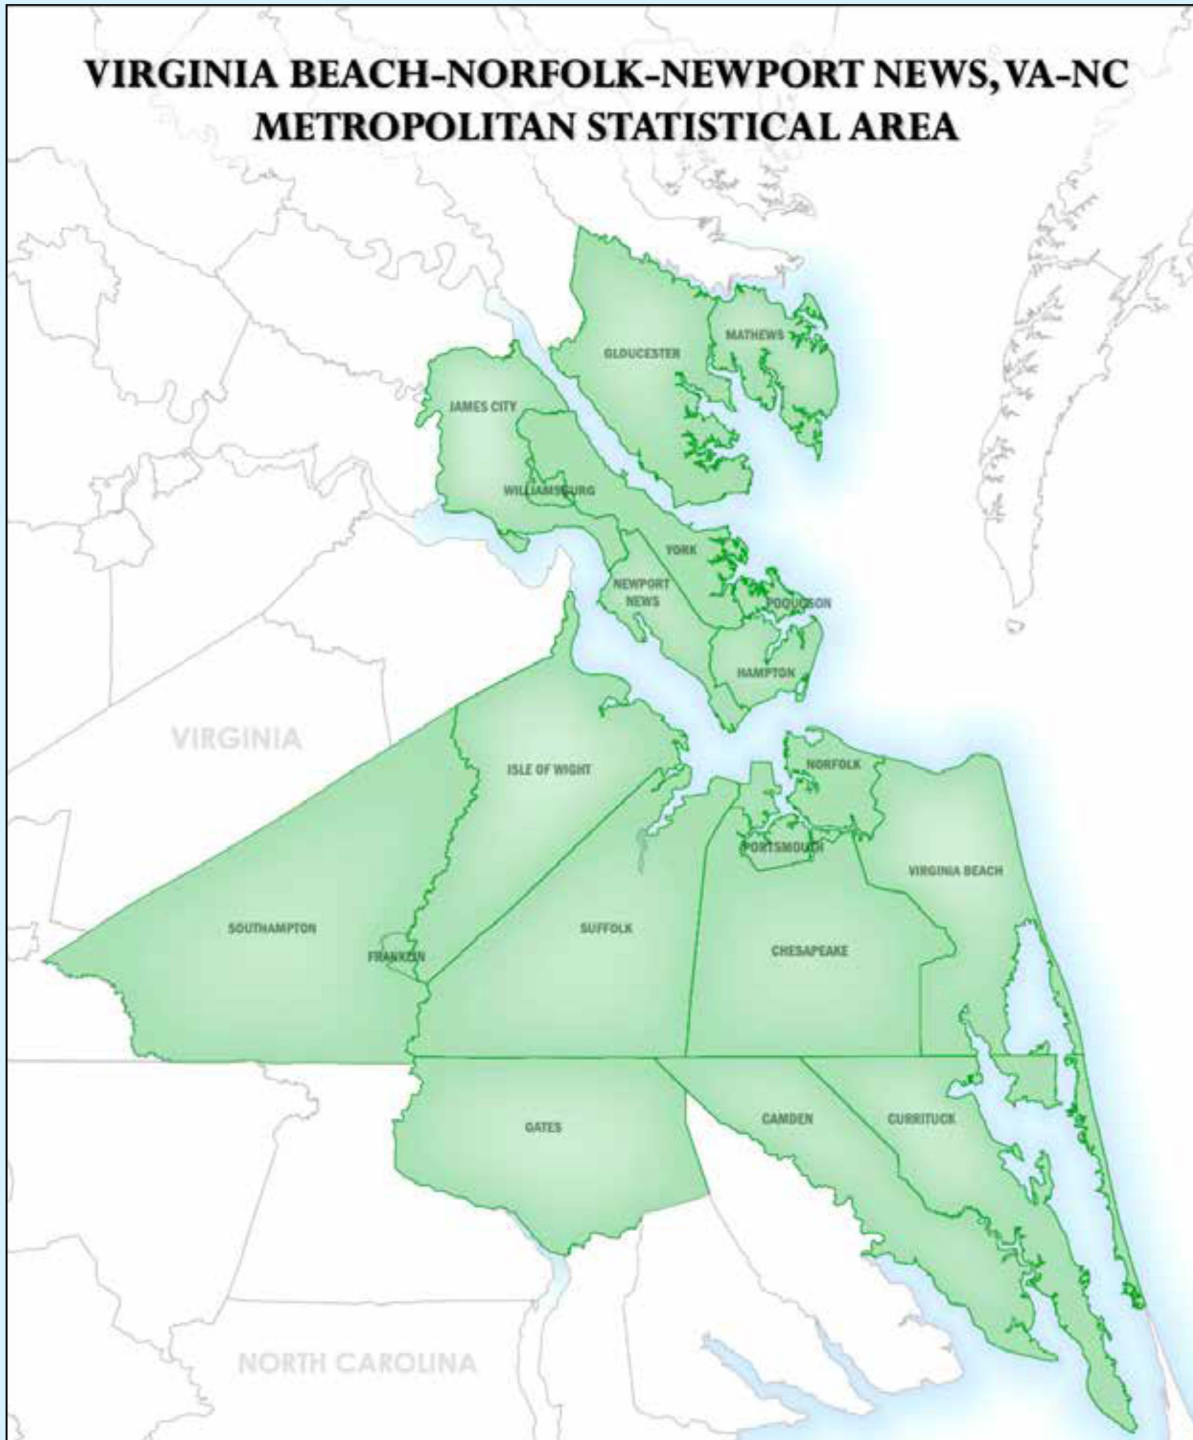 VIRGINIA BEACH-NORFOLK-NEWPORT NEWS, VA-NC
METROPOLITAN STATISTICAL AREA
MATHEWS
GLOUCESTER
JAMES CITY
WILLIAMSBURG
YORK
NEWPORT
NEWS
POQUOSON
HAMPTON
VIRGINIA
ISLE OF WIGHT
NORFOLK
PORTSMOUTH
VIRGINIA BEACH
SOUTHAMPTON
SUFFOLK
FRANKLIN
CHESAPEAKE
GATES
CAMDEN
CURRITUCK
NORTH CAROLINA